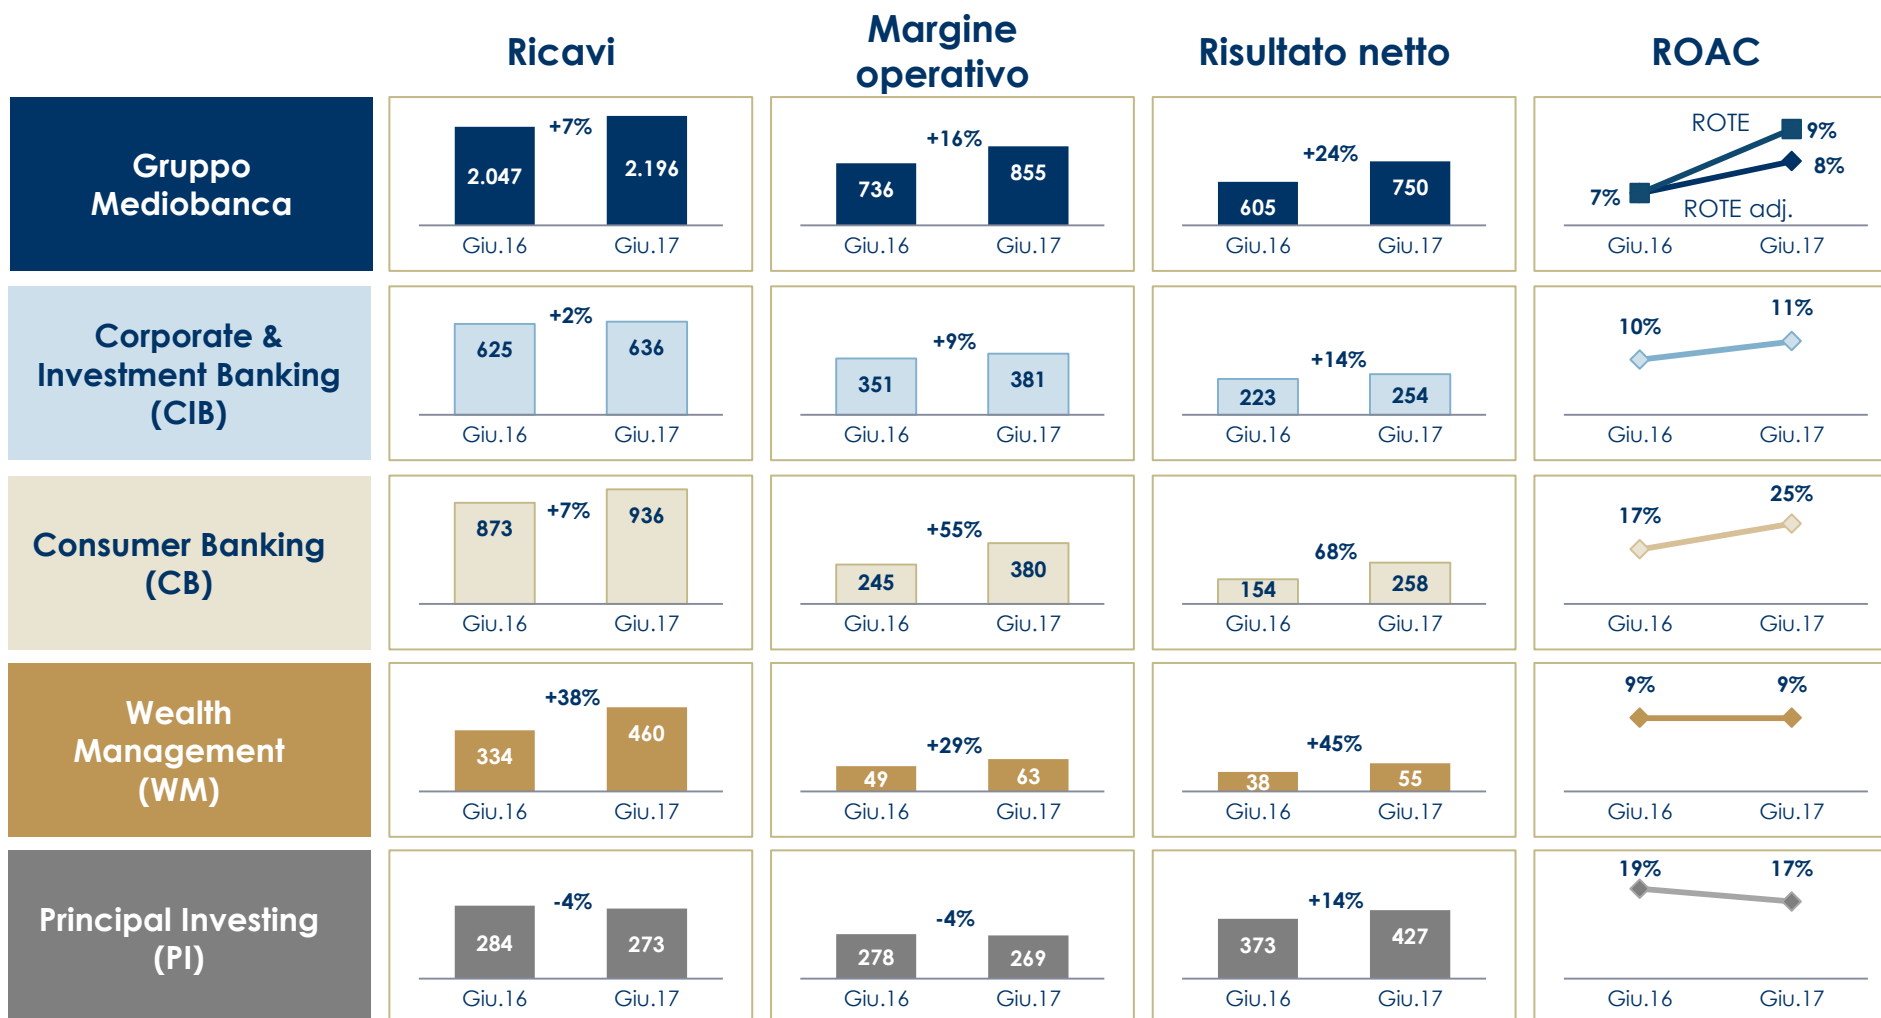 Ricavi
Margine
operativo
Risultato netto
ROAC
Gruppo
Mediobanca
+7%
2.047
2.196
Giu.16
Giu.17
+16%
736
855
Giu.16
Giu.17
+24%
605
750
Giu.16
Giu.17
ROTE
9%
8%
7%
ROTE adj.
Giu.16
Giu.17
Corporate &
Investment Banking
(CIB)
+2%
625
636
Giu.16
Giu.17
+9%
351
381
Giu.16
Giu.17
+14%
223
254
Giu.16
Giu.17
10%
11%
Giu.16
Giu.17
Consumer Banking
(CB)
+7%
873
936
Giu.16
Giu.17
+55%
245
380
Giu.16
Giu.17
68%
154
258
Giu.16
Giu.17
17%
25%
Giu.16
Giu.17
Wealth
Management
(WM)
+38%
334
460
Giu.16
Giu.17
+29%
49
63
Giu.16
Giu.17
+45%
38
55
Giu.16
Giu.17
9%
9%
Giu.16
Giu.17
Principal Investing
(PI)
-4%
284
273
Giu.16
Giu.17
-4%
278
269
Giu.16
Giu.17
+14%
373
427
Giu.16
Giu.17
19%
17%
Giu.16
Giu.17